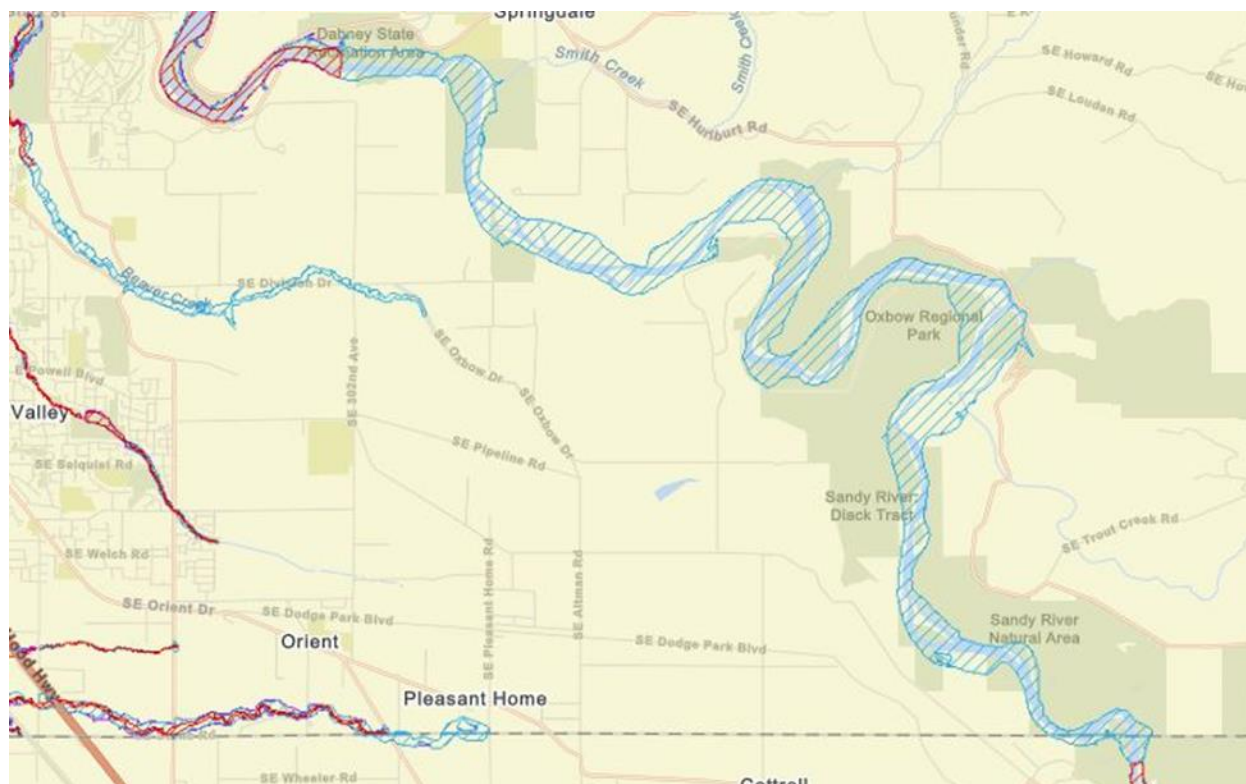 Springdale
Dabney State
Recreation Area
Smith Creek
Smith Creek
SE Hurlburt Rd
SE Howard Rd
SE Loudan Rd
Beaver Creek
SE Division Dr
Oxbow Regional
Park
SE Oxbow Dr
SE Oxbow Dr
SE 302nd Ave
E Powell Blvd
Valley
SE Pipeline Rd
SE Salquist Rd
Sandy River
Diack Tract
SE Trout Creek Rd
SE Welch Rd
SE Pleasant Home Rd
SE Altman Rd
SE Orient Dr
SE Dodge Park Blvd
Orient
SE Dodge Park Blvd
Sandy River
Natural Area
Hood Hwy
Pleasant Home
SE Wheeler Rd
Cottrell